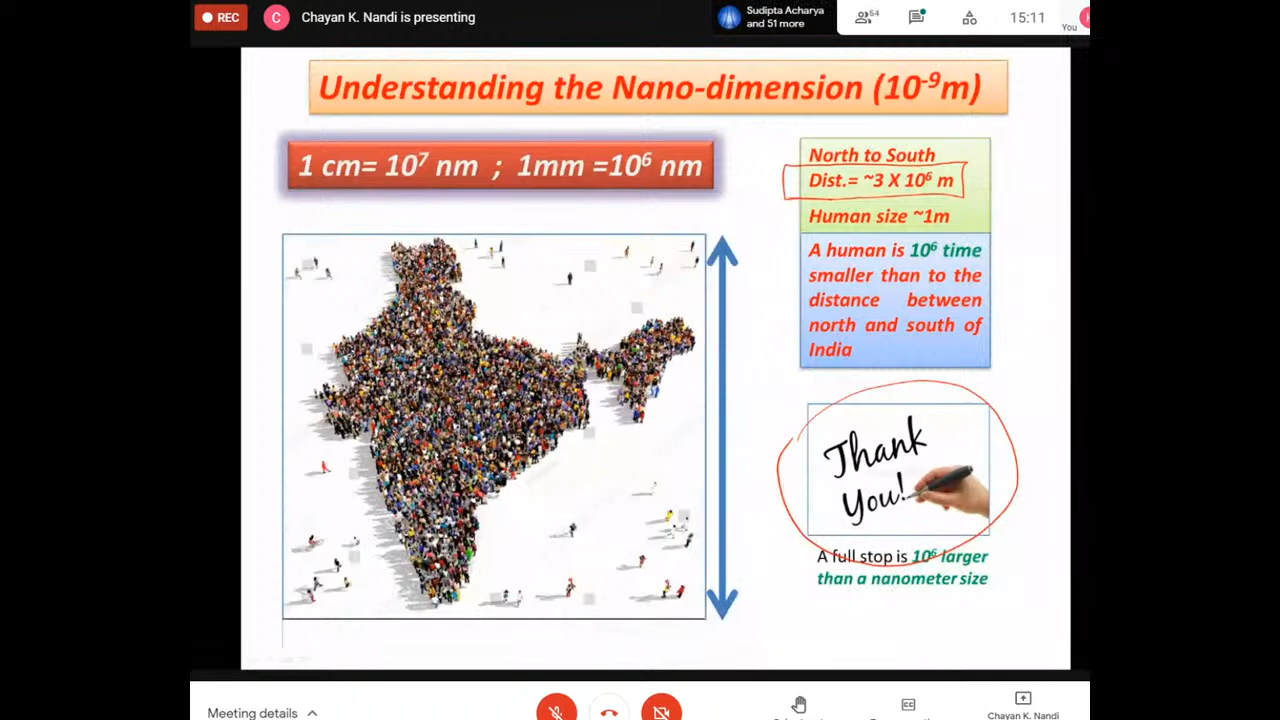 REC
C
Chayan K. Nandi is presenting
Sudipta Acharya
and 51 more
54
15:11
You
Understanding the Nano-dimension (10⁻⁹m)
1 cm= 10⁷ nm ; 1mm =10⁶ nm
North to South
Dist.= ~3 X 10⁶ m
Human size ~1m
A human is 10⁶ time
smaller than to the
distance between
north and south of
India
Thank
You!
A full stop is 10⁶ larger
than a nanometer size
Meeting details
CC
Chayan K. Nandi